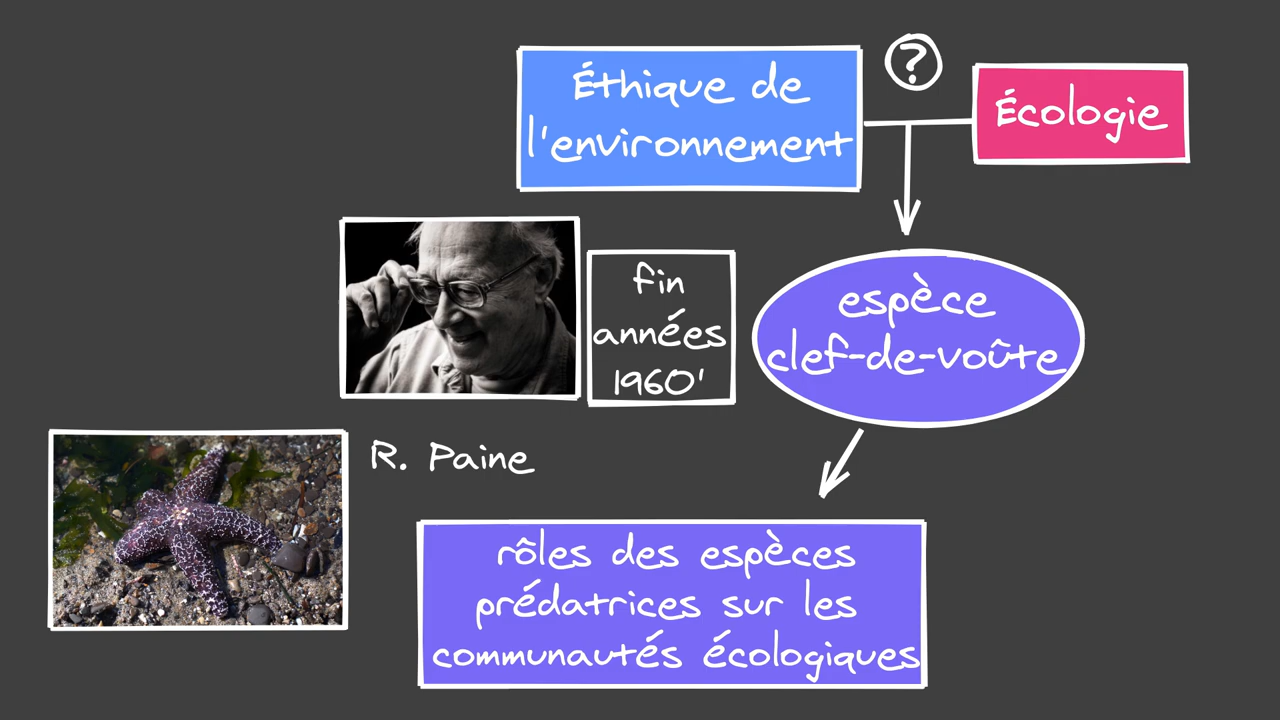 Éthique de
l'environnement
?
Écologie
fin
années
1960'
espèce
clef-de-voûte
R. Paine
rôles des espèces
prédatrices sur les
communautés écologiques